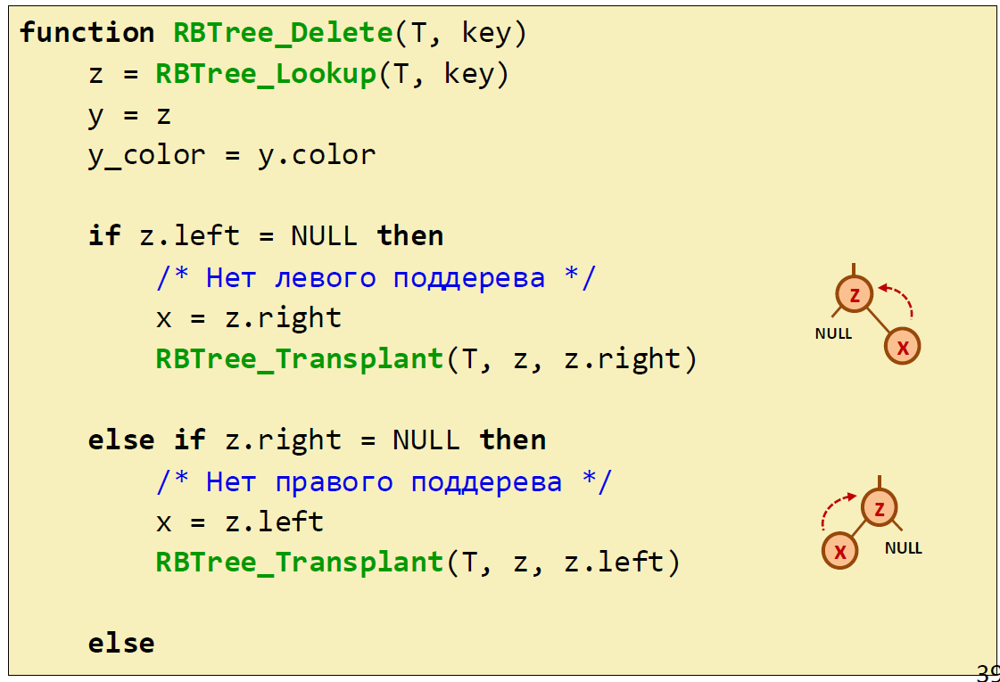 function RBTree_Delete(T, key)
z = RBTree_Lookup(T, key)
y = z
y_color = y.color
if z.left = NULL then
/* Нет левого поддерева */
x = z.right
RBTree_Transplant(T, z, z.right)
z
NULL
x
else if z.right = NULL then
/* Нет правого поддерева */
x = z.left
RBTree_Transplant(T, z, z.left)
z
x
NULL
else
39